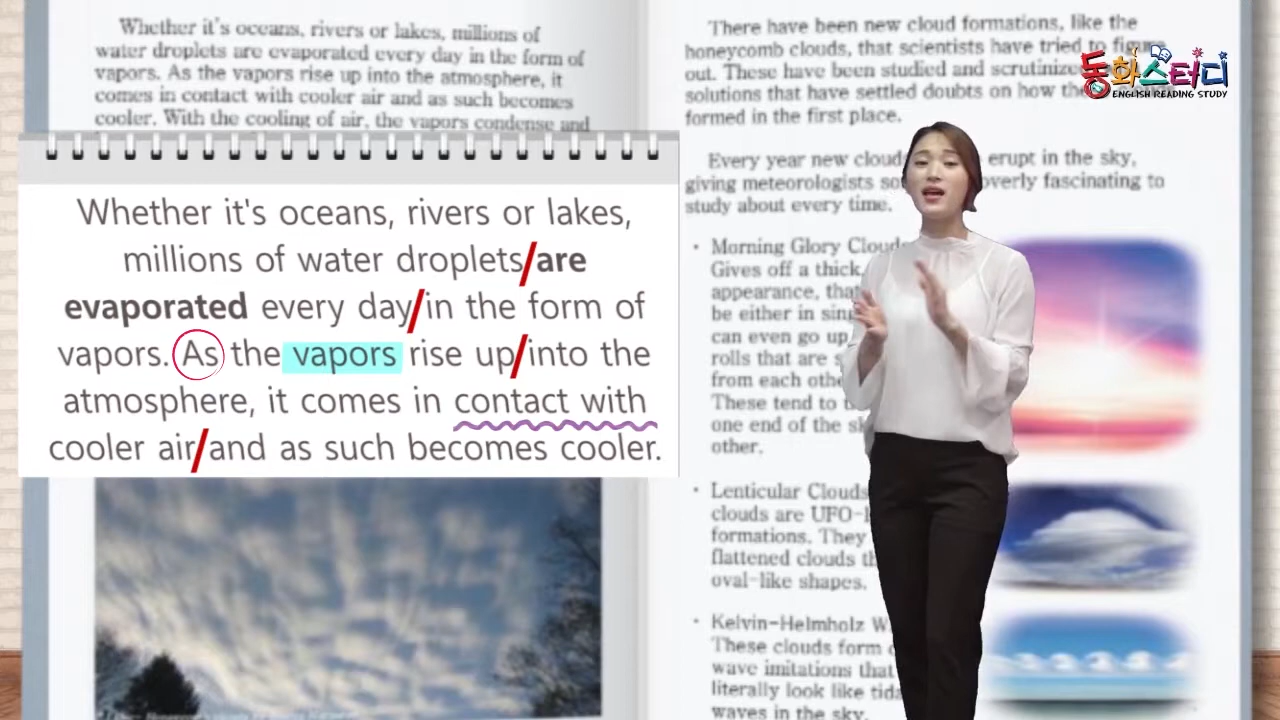 Whether it's oceans, rivers or lakes, millions of
water droplets are evaporated every day in the form of
vapors. As the vapors rise up into the atmosphere, it
comes in contact with cooler air and as such becomes
cooler. With the cooling of air, the vapors condense and
Whether it's oceans, rivers or lakes,
millions of water droplets/are
evaporated every day/in the form of
vapors. As the vapors rise up/into the
atmosphere, it comes in contact with
cooler air/and as such becomes cooler.
There have been new cloud formations, like the
honeycomb clouds, that scientists have tried to figure
out. These have been studied and
solutions that have settled doubts on how
formed in the first place.
Every year new erupt in the sky,
giving meteorologists overly fascinating to
study about every time.
• Morning Glory Clouds
Gives off a thick,
appearance,
be either in
can even go up
rolls that are
from each
These tend to
one end of the
other.
• Lenticular Clouds
clouds are
formations. They
flattened clouds
oval-like shapes.
• Kelvin-Helmholz
These clouds form
wave imitations that
literally look like
waves in the sky.
동화스터디
ENGLISH READING STUDY